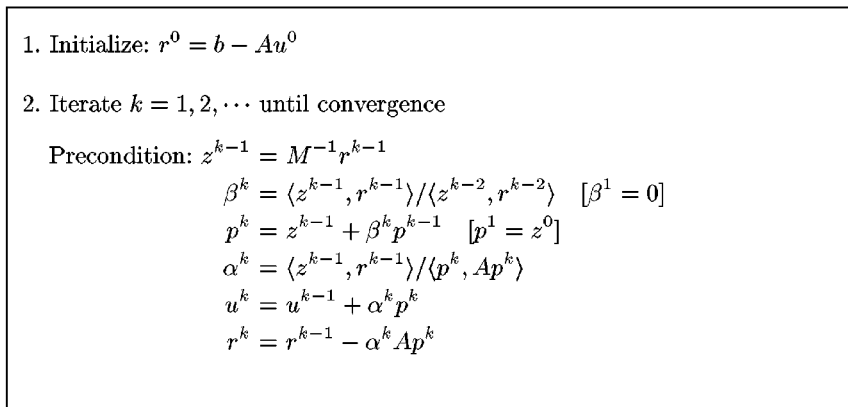 1. Initialize: r^0 = b − Au^0
2. Iterate k = 1, 2, ⋯ until convergence
Precondition: z^{k−1} = M^{−1}r^{k−1}
β^k = ⟨z^{k−1}, r^{k−1}⟩/⟨z^{k−2}, r^{k−2}⟩ [β^1 = 0]
p^k = z^{k−1} + β^k p^{k−1} [p^1 = z^0]
α^k = ⟨z^{k−1}, r^{k−1}⟩/⟨p^k, Ap^k⟩
u^k = u^{k−1} + α^k p^k
r^k = r^{k−1} − α^k Ap^k